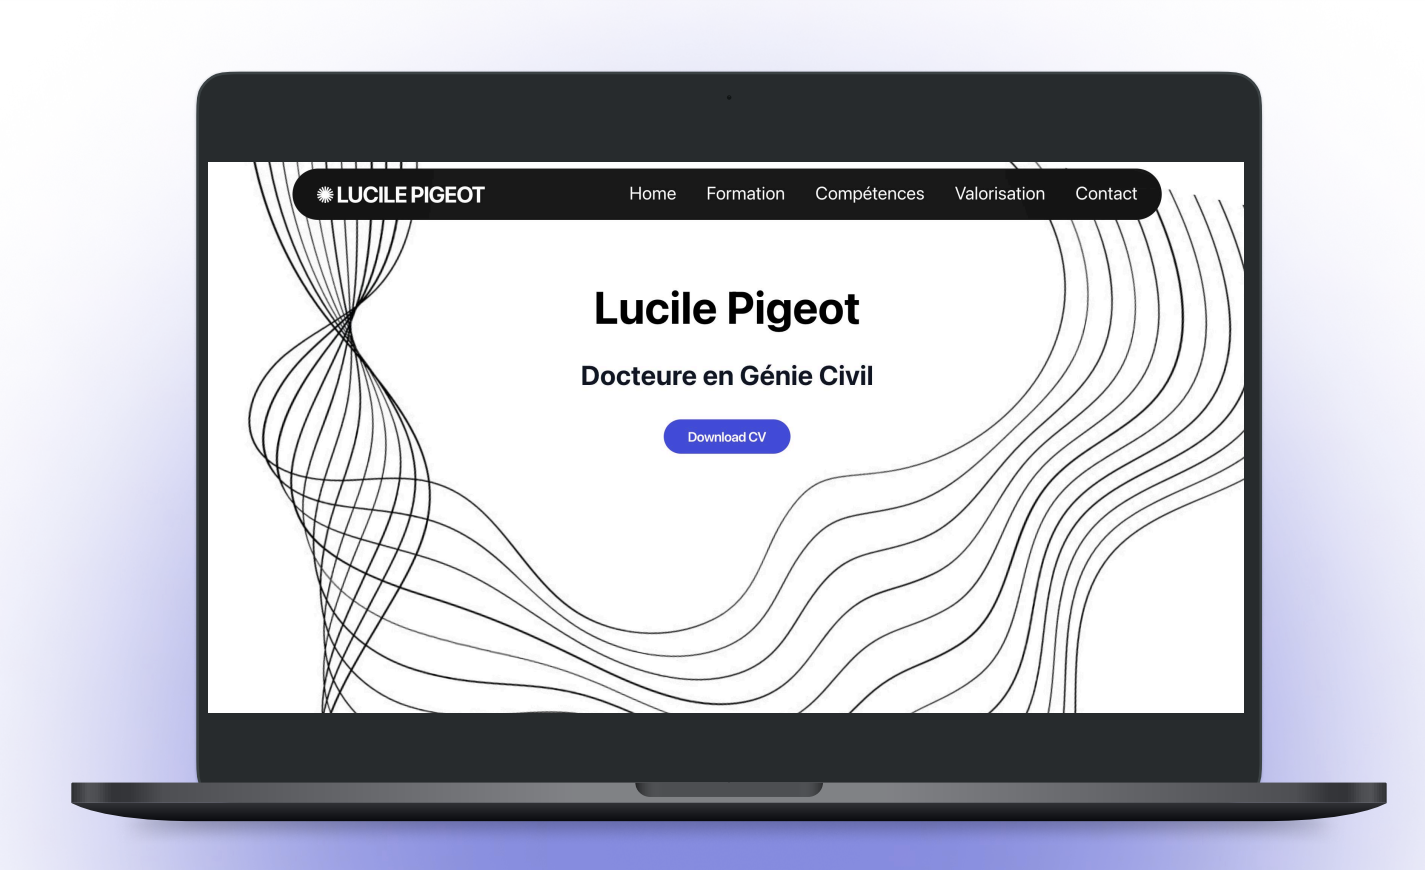 LUCILE PIGEOT Home Formation Compétences Valorisation Contact
Lucile Pigeot
Docteure en Génie Civil
Download CV